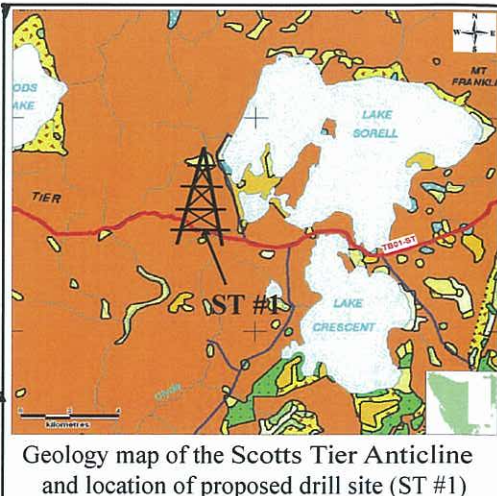 N
W E
S
MT
FRANKL
ODS
AKE
LAKE
SORELL
TIER
TB01-ST
ST #1
LAKE
CRESCENT
Clyde
kilometres
Geology map of the Scotts Tier Anticline
and location of proposed drill site (ST #1)